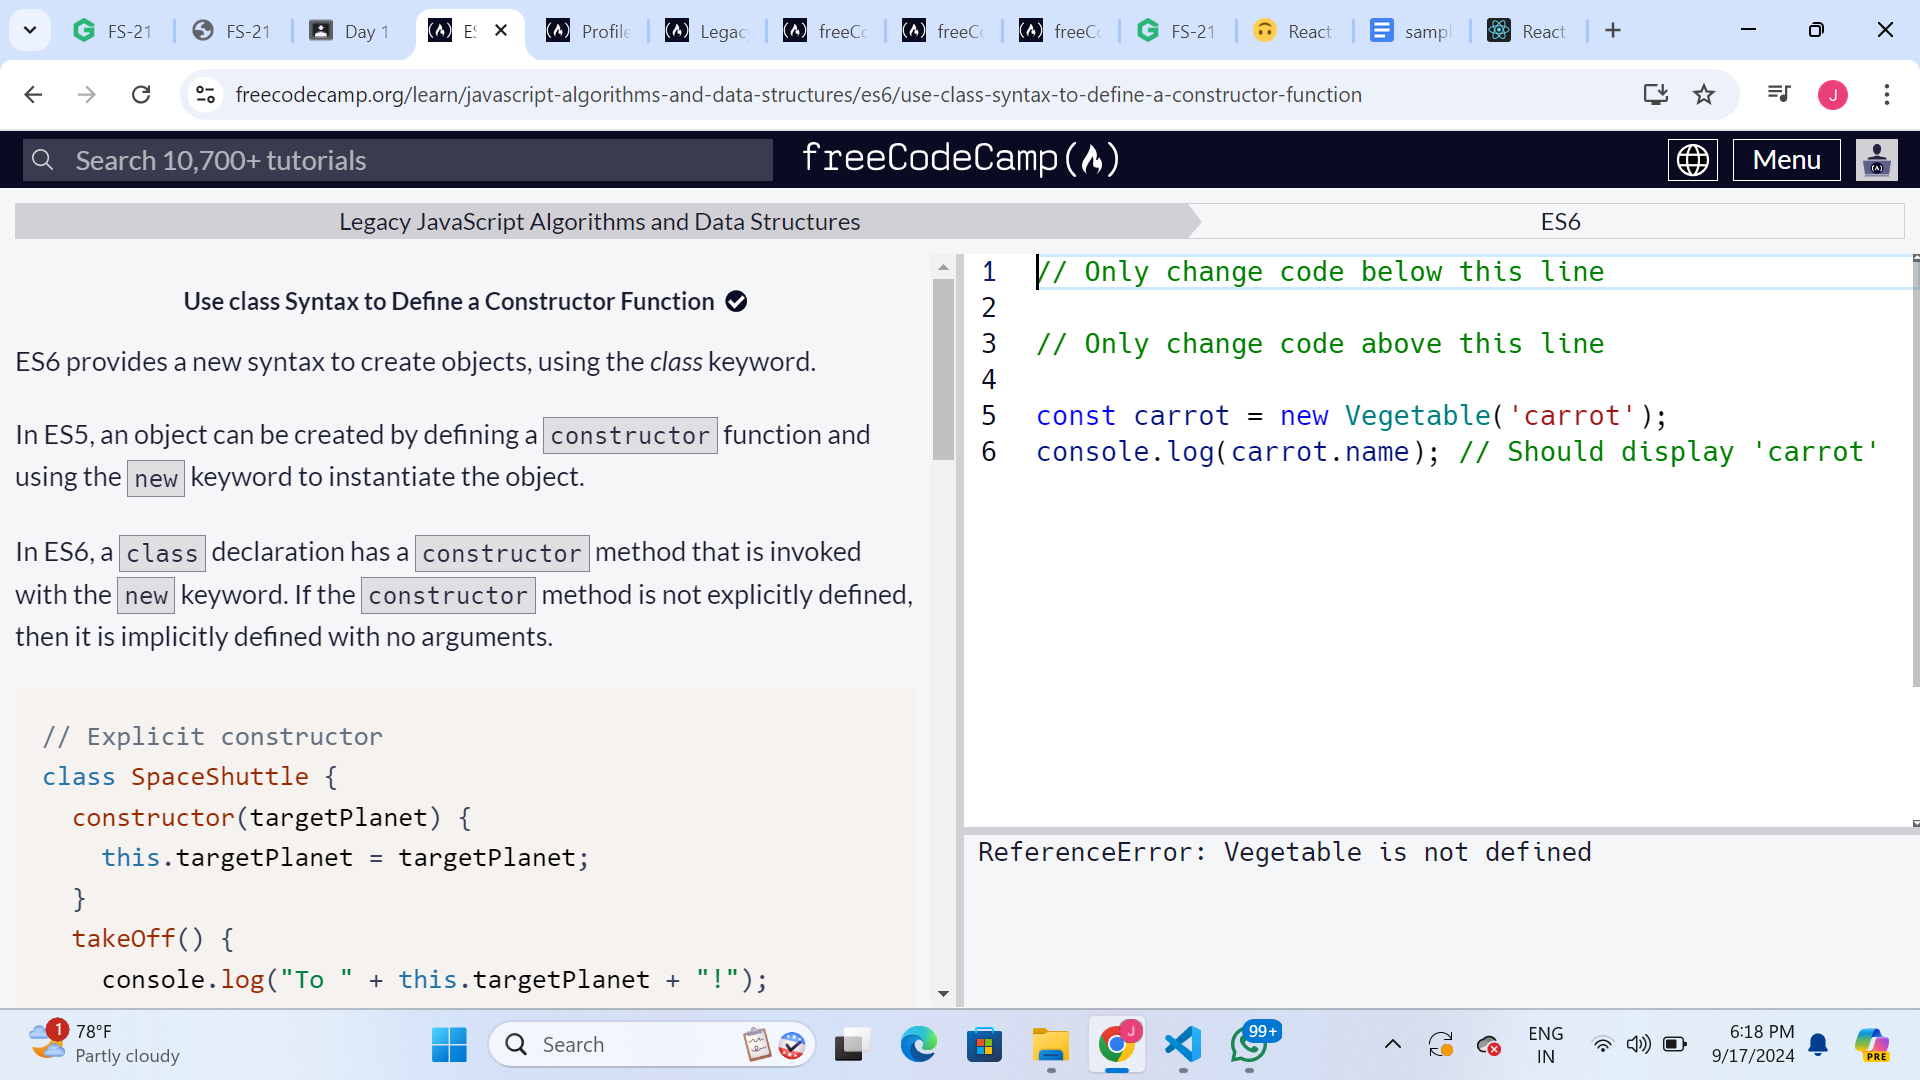 FS-21
FS-21
Day 1
ES
Profile
Legac
freeCo
freeCo
freeCo
FS-21
React
samp
React
freecodecamp.org/learn/javascript-algorithms-and-data-structures/es6/use-class-syntax-to-define-a-constructor-function
J
Search 10,700+ tutorials
freeCodeCamp(🔥)
Menu
Legacy JavaScript Algorithms and Data Structures
ES6
Use class Syntax to Define a Constructor Function
ES6 provides a new syntax to create objects, using the class keyword.
In ES5, an object can be created by defining a constructor function and
using the new keyword to instantiate the object.
In ES6, a class declaration has a constructor method that is invoked
with the new keyword. If the constructor method is not explicitly defined,
then it is implicitly defined with no arguments.
// Explicit constructor
class SpaceShuttle {
constructor(targetPlanet) {
this.targetPlanet = targetPlanet;
}
takeOff() {
console.log("To " + this.targetPlanet + "!");
1 // Only change code below this line
2
3 // Only change code above this line
4
5 const carrot = new Vegetable('carrot');
6 console.log(carrot.name); // Should display 'carrot'
ReferenceError: Vegetable is not defined
1
78°F
Partly cloudy
Search
J
99+
ENG
IN
6:18 PM
9/17/2024
PRE